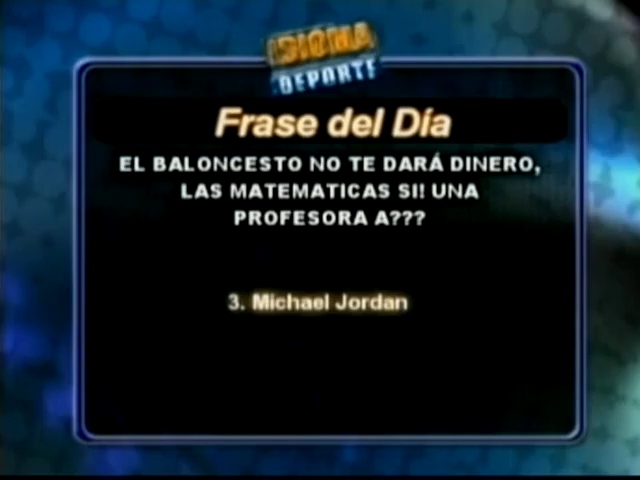 IDIOMA
DEPORTE
Frase del Día
EL BALONCESTO NO TE DARÁ DINERO,
LAS MATEMATICAS SI! UNA
PROFESORA A???
3. Michael Jordan